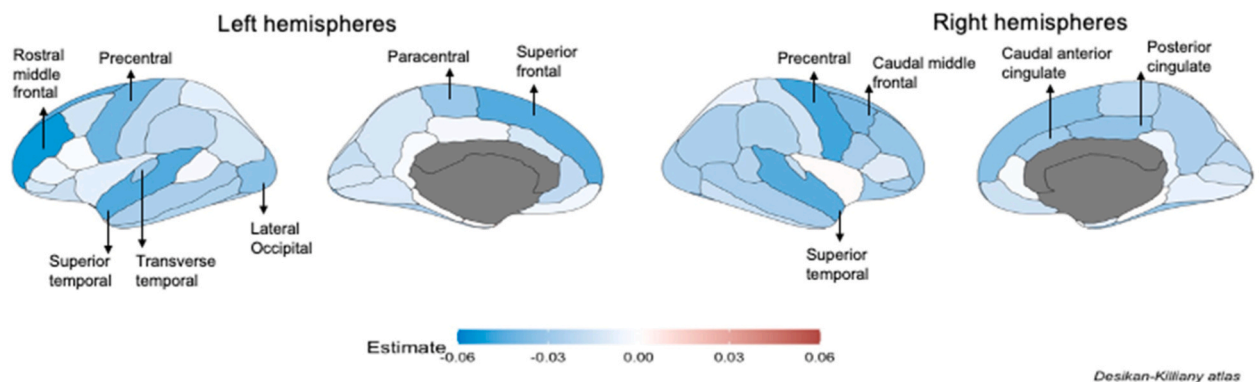 Left hemispheres
Right hemispheres
Rostral
middle
frontal
Precentral
Paracentral
Superior
frontal
Precentral
Caudal middle
frontal
Caudal anterior
cingulate
Posterior
cingulate
Superior
temporal
Transverse
temporal
Lateral
Occipital
Superior
temporal
Estimate
-0.06 -0.03 0.00 0.03 0.06
Desikan-Killiany atlas